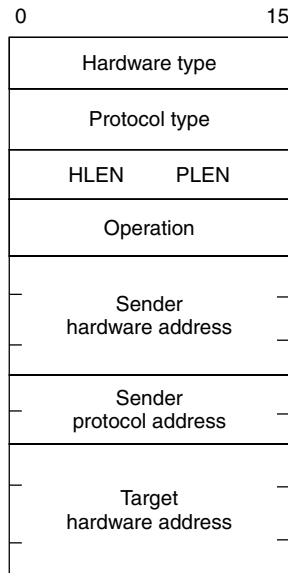 0 15
Hardware type
Protocol type
HLEN PLEN
Operation
Sender
hardware address
Sender
protocol address
Target
hardware address